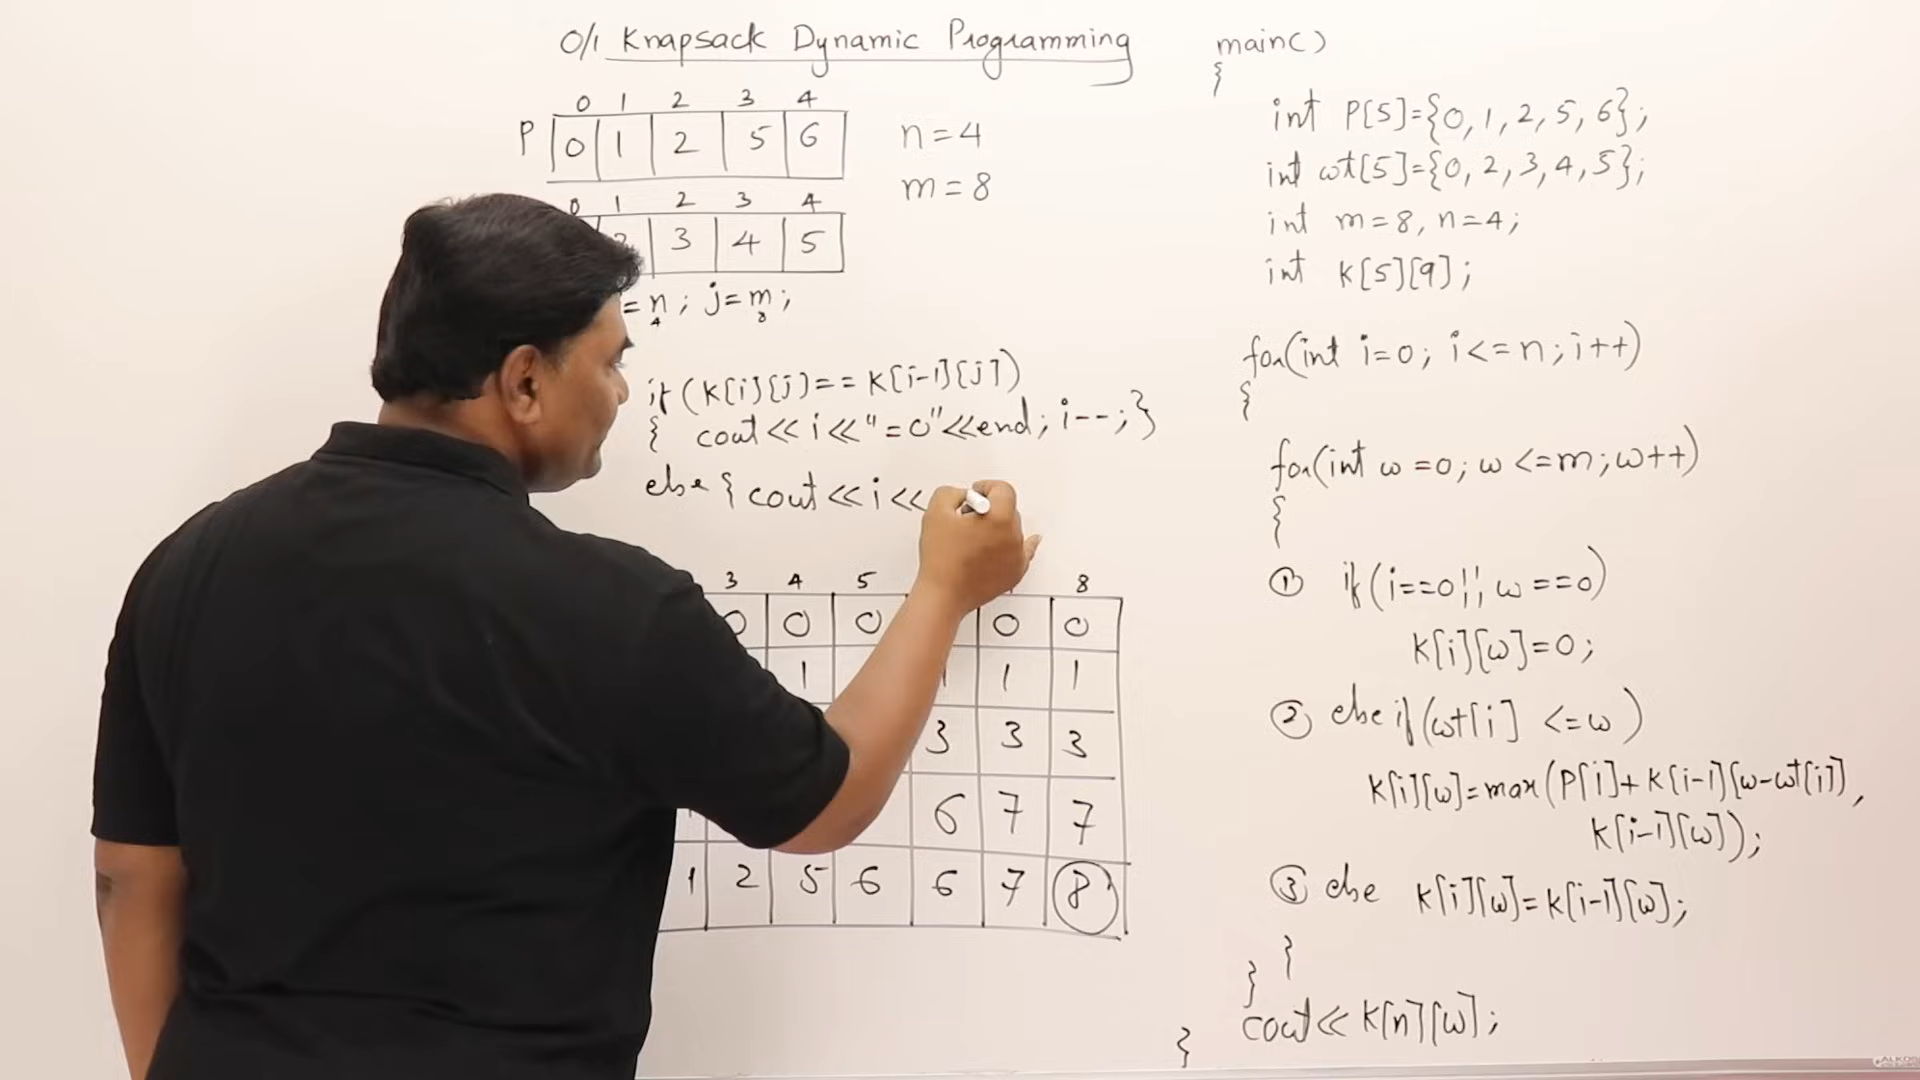 0/1 Knapsack Dynamic Programming
0 1 2 3 4
P 0 1 2 5 6
n=4
m=8
0 1 2 3 4
3 4 5
=n; j=m;
4 8
if(K[i][j]==K[i-1][j])
{ cout<<i<<"=0"<<end; i--;}
else { cout<<i<<
3 4 5 8
0 0 0 0 0
1 1 1 1
3 3 3
6 7 7
1 2 5 6 6 7 8
main()
{
int P[5]={0,1,2,5,6};
int wt[5]={0,2,3,4,5};
int m=8, n=4;
int K[5][9];
for(int i=0; i<=n; i++)
{
for(int w=0; w<=m; w++)
{
① if(i==0||w==0)
K[i][w]=0;
② else if(wt[i] <=w)
K[i][w]=max(P[i]+K[i-1][w-wt[i]],
K[i-1][w]);
③ else K[i][w]=K[i-1][w];
}
}
cout<<K[n][w];
}